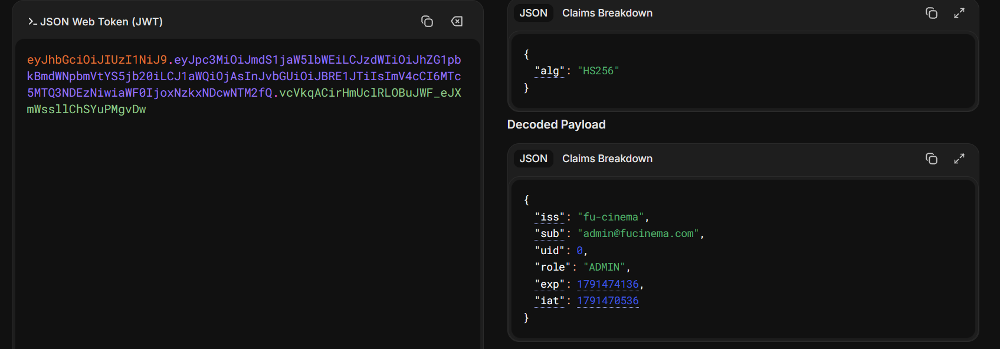 JSON Web Token (JWT)
eyJhbGciOiJIUzI1NiJ9.eyJpc3MiOiJmdS1jaW5lbWEiLCJzdWIiOiJhZG1pb
kBmdWNpbmVtYS5jb20iLCJ1aWQiOjAsInJvbGUiOiJBRE1JTiIsImV4cCI6MTc
5MTQ3NDEzNiwiaWF0IjoxNzkxNDcwNTM2fQ.vcVkqACirHmUclRLOBuJWF_eJX
mWssllChSYuPMgvDw
JSON Claims Breakdown
{
"alg": "HS256"
}
Decoded Payload
JSON Claims Breakdown
{
"iss": "fu-cinema",
"sub": "admin@fucinema.com",
"uid": 0,
"role": "ADMIN",
"exp": 1791474136,
"iat": 1791470536
}